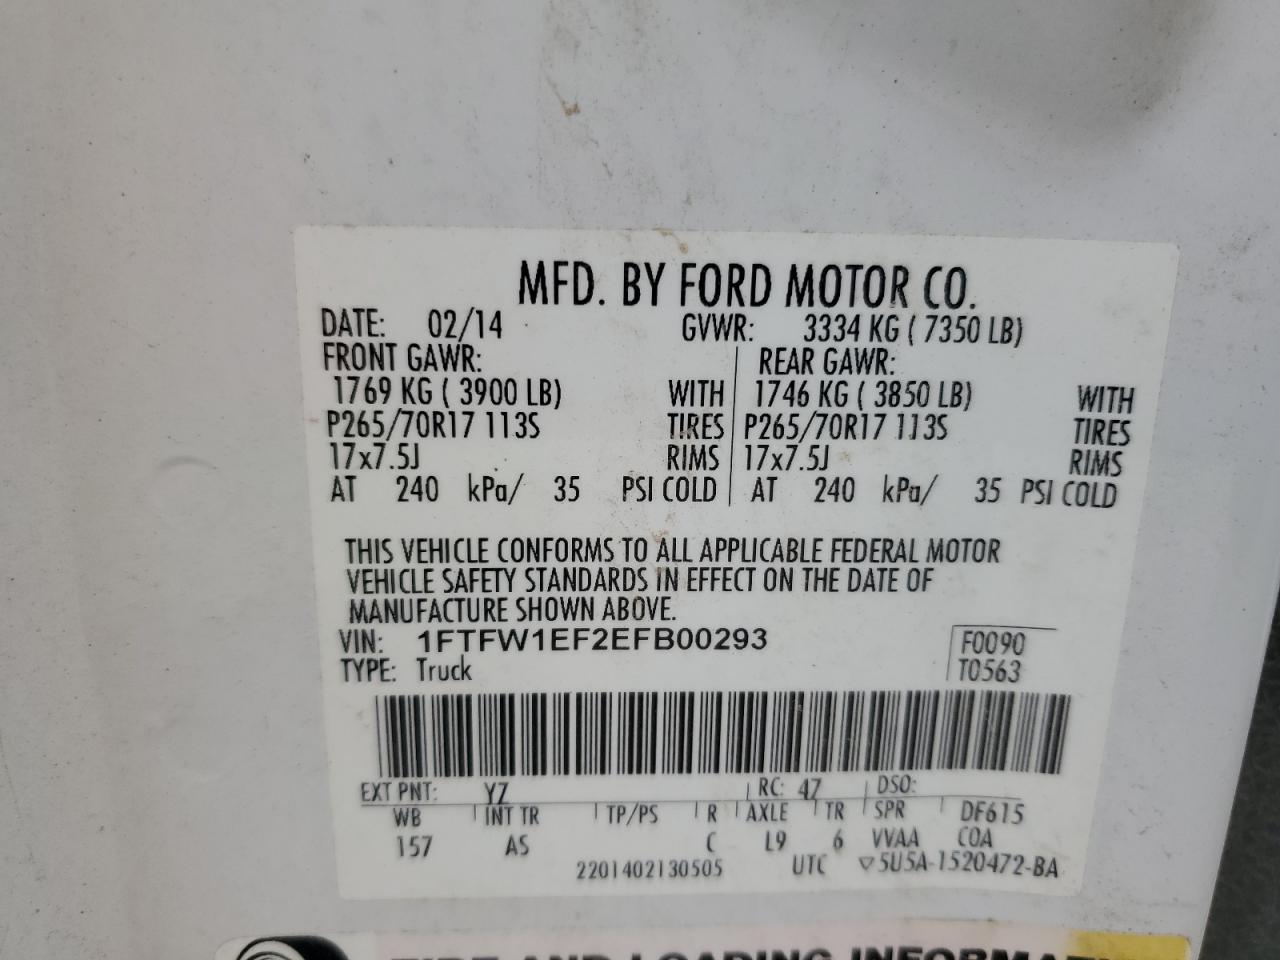 MFD. BY FORD MOTOR CO.
DATE: 02/14 GVWR: 3334 KG ( 7350 LB)
FRONT GAWR: REAR GAWR:
1769 KG ( 3900 LB) WITH 1746 KG ( 3850 LB) WITH
P265/70R17 113S TIRES P265/70R17 113S TIRES
17x7.5J RIMS 17x7.5J RIMS
AT 240 kPa/ 35 PSI COLD AT 240 kPa/ 35 PSI COLD
THIS VEHICLE CONFORMS TO ALL APPLICABLE FEDERAL MOTOR
VEHICLE SAFETY STANDARDS IN EFFECT ON THE DATE OF
MANUFACTURE SHOWN ABOVE.
VIN: 1FTFW1EF2EFB00293 F0090
TYPE: Truck T0563
EXT PNT: YZ RC: 47 DSO:
WB INT TR TP/PS R AXLE TR SPR DF615
157 AS C L9 6 VVAA COA
2201402130505 UTC ▽5U5A-1520472-BA
TIRE AND LOADING INFORMATI